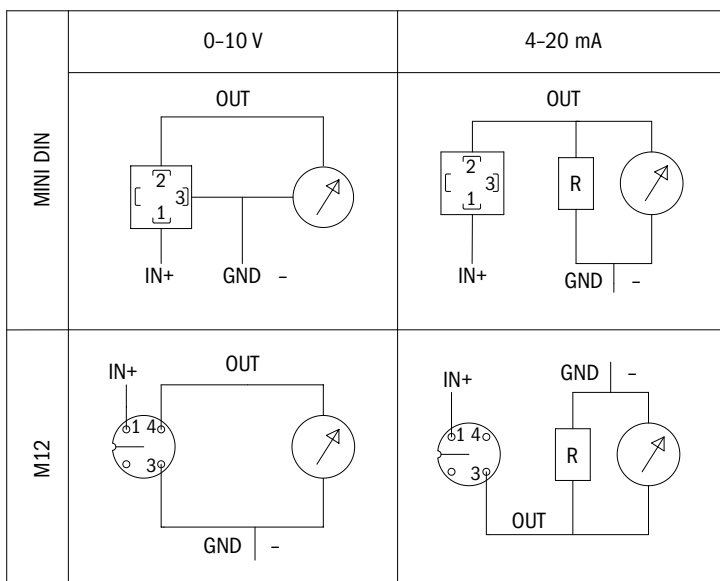 0–10 V
4–20 mA
MINI DIN
OUT
2
3
1
IN+
GND –
OUT
2
3
1
R
IN+
GND –
M12
IN+
OUT
1 4
3
GND –
GND –
IN+
1 4
3
R
OUT